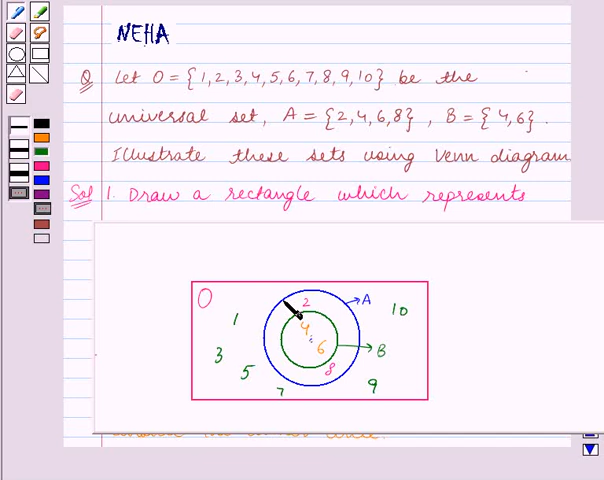 NEHA
Q Let O = {1,2,3,4,5,6,7,8,9,10} be the
universal set, A = {2,4,6,8}, B = {4,6}.
Illustrate these sets using Venn diagram
Sol 1. Draw a rectangle which represents
O
2
A
10
1
4
3
6
B
5
8
7
9